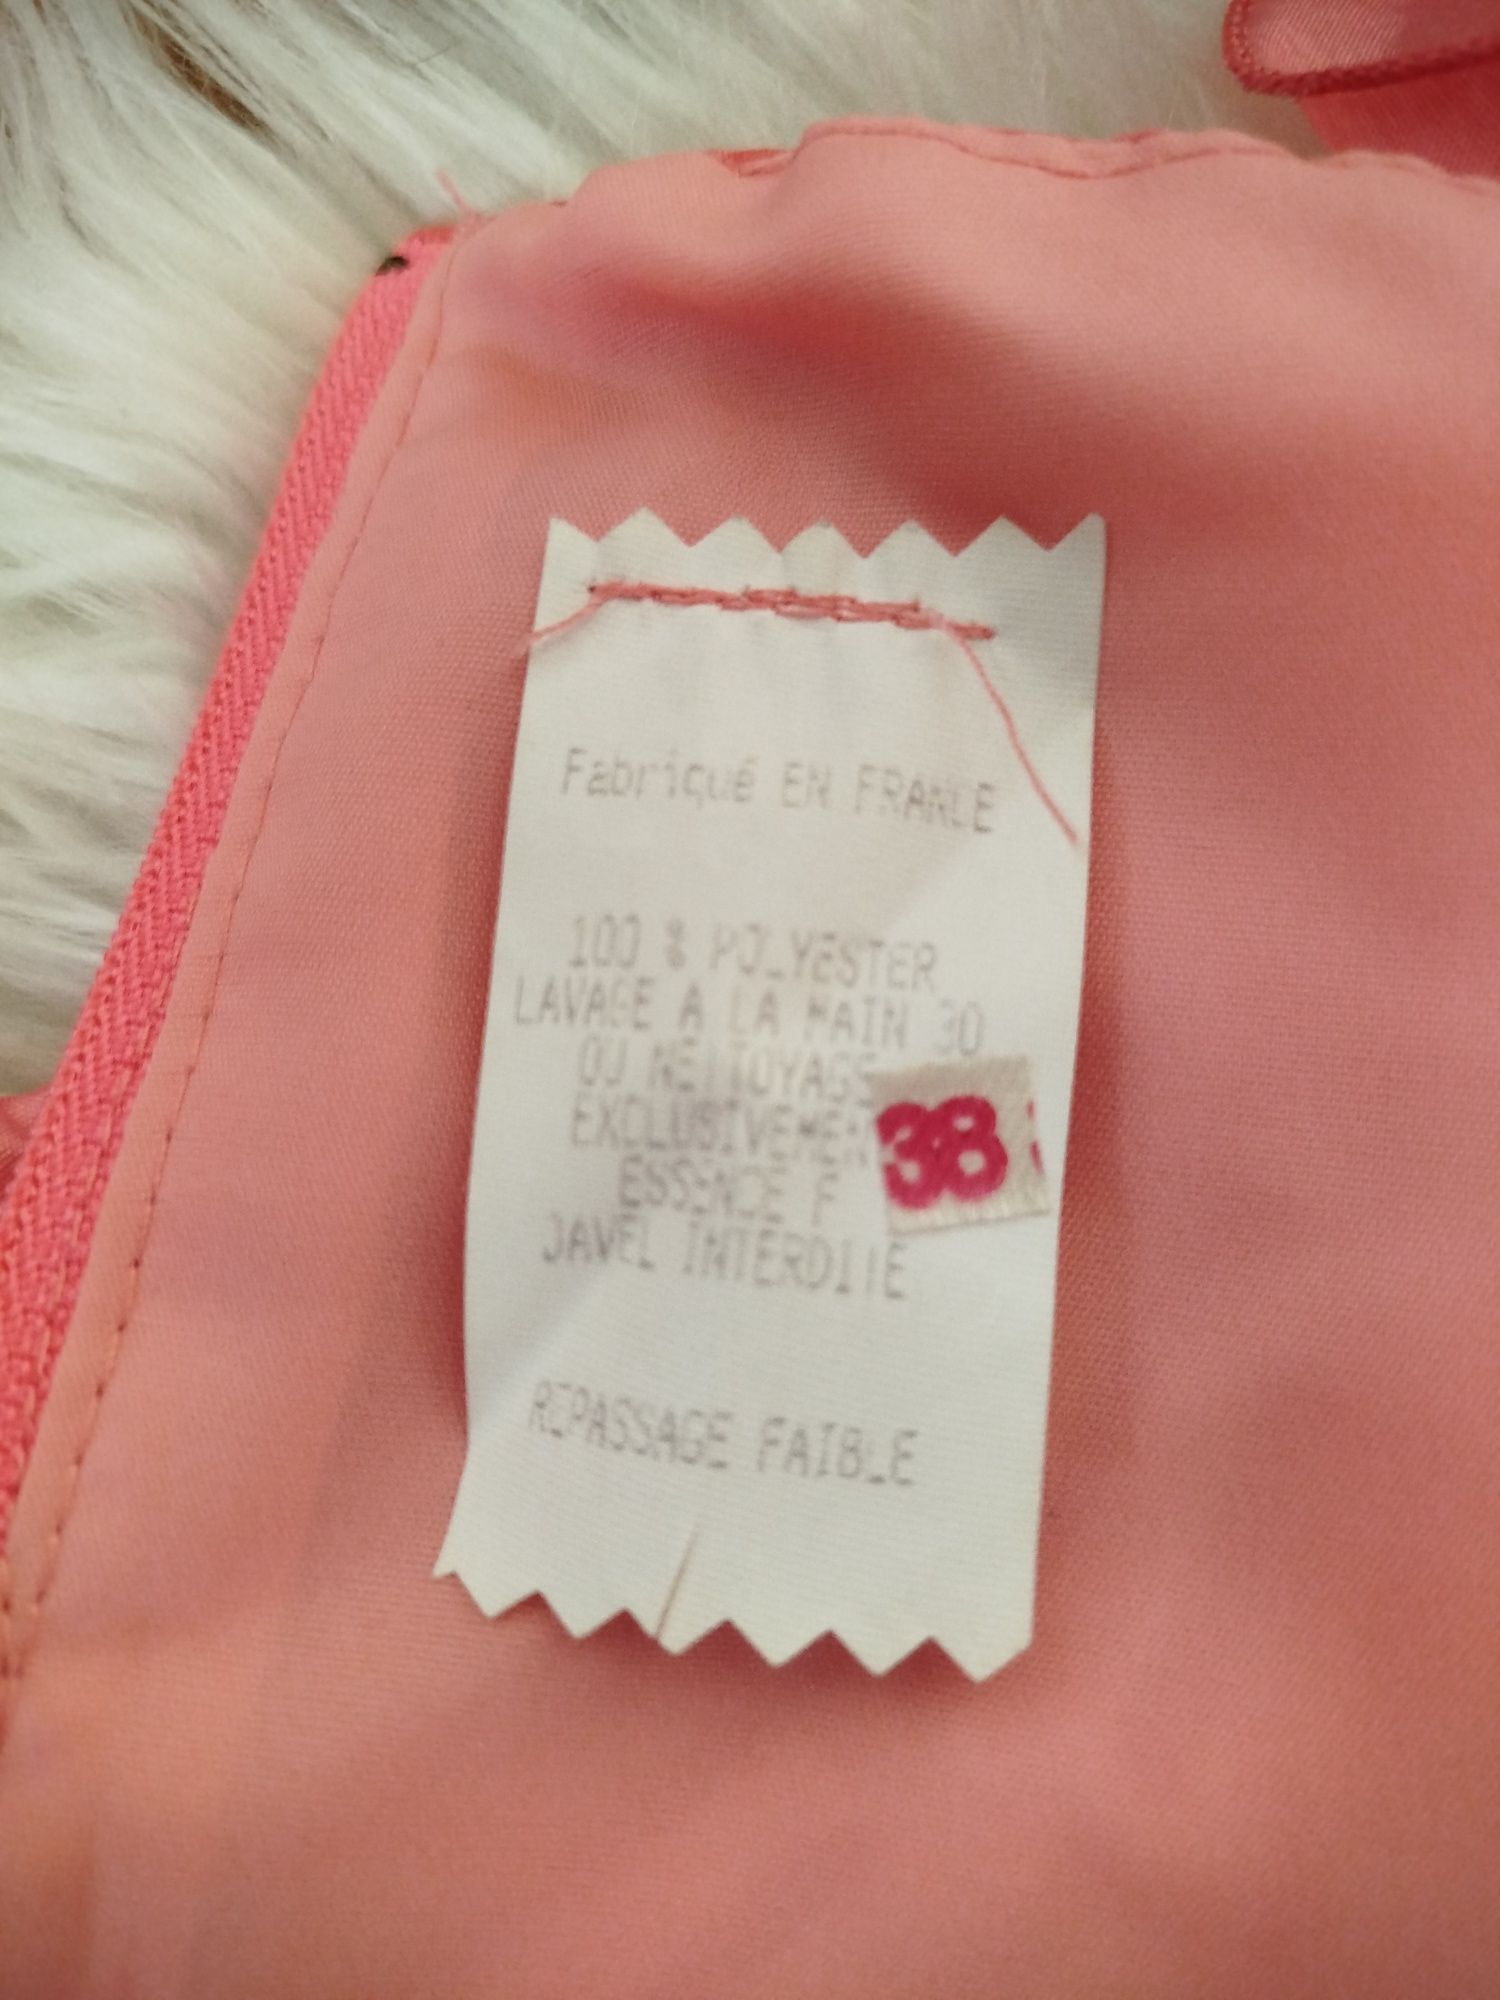 Fabriqué EN FRANCE
100 % POLYESTER
LAVAGE A LA MAIN 30
OU NETTOYAGE
EXCLUSIVEMEN
38
ESSENCE F
JAVEL INTERDITE
REPASSAGE FAIBLE